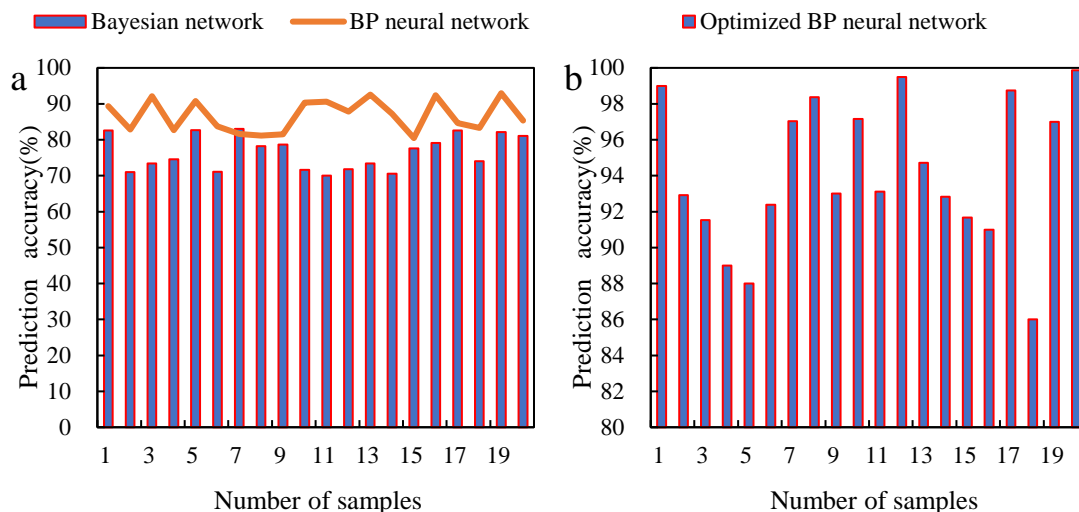 Bayesian network
BP neural network
Optimized BP neural network
a
Prediction accuracy(%)
100
90
80
70
60
50
40
30
20
10
0
1 3 5 7 9 11 13 15 17 19
Number of samples
b
Prediction accuracy(%)
100
98
96
94
92
90
88
86
84
82
80
1 3 5 7 9 11 13 15 17 19
Number of samples